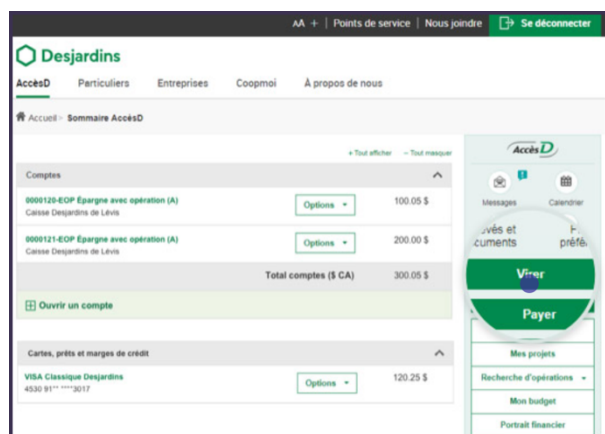 AA + | Points de service | Nous joindre Se déconnecter
Desjardins
AccèsD Particuliers Entreprises Coopmoi À propos de nous
Accueil > Sommaire AccèsD
+ Tout afficher − Tout masquer
Comptes
0000120-EOP Épargne avec opération (A)
Caisse Desjardins de Lévis
Options
100.05 $
0000121-EOP Épargne avec opération (A)
Caisse Desjardins de Lévis
Options
200.00 $
Total comptes ($ CA) 300.05 $
Ouvrir un compte
Cartes, prêts et marges de crédit
VISA Classique Desjardins
4530 91** ****3017
Options
120.25 $
AccèsD
Messages Calendrier
Virer
Payer
Mes projets
Recherche d'opérations
Mon budget
Portrait financier